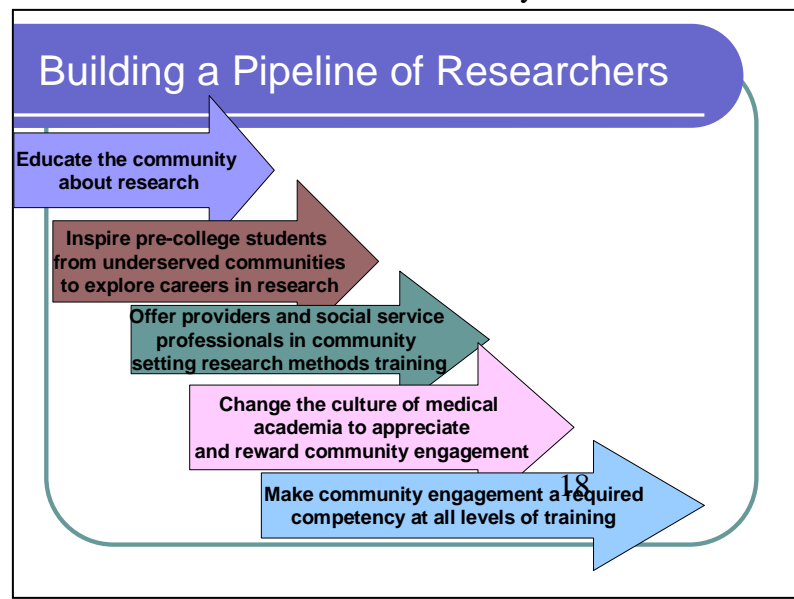 Building a Pipeline of Researchers
Educate the community
about research
Inspire pre-college students
from underserved communities
to explore careers in research
Offer providers and social service
professionals in community
setting research methods training
Change the culture of medical
academia to appreciate
and reward community engagement
18
Make community engagement a required
competency at all levels of training